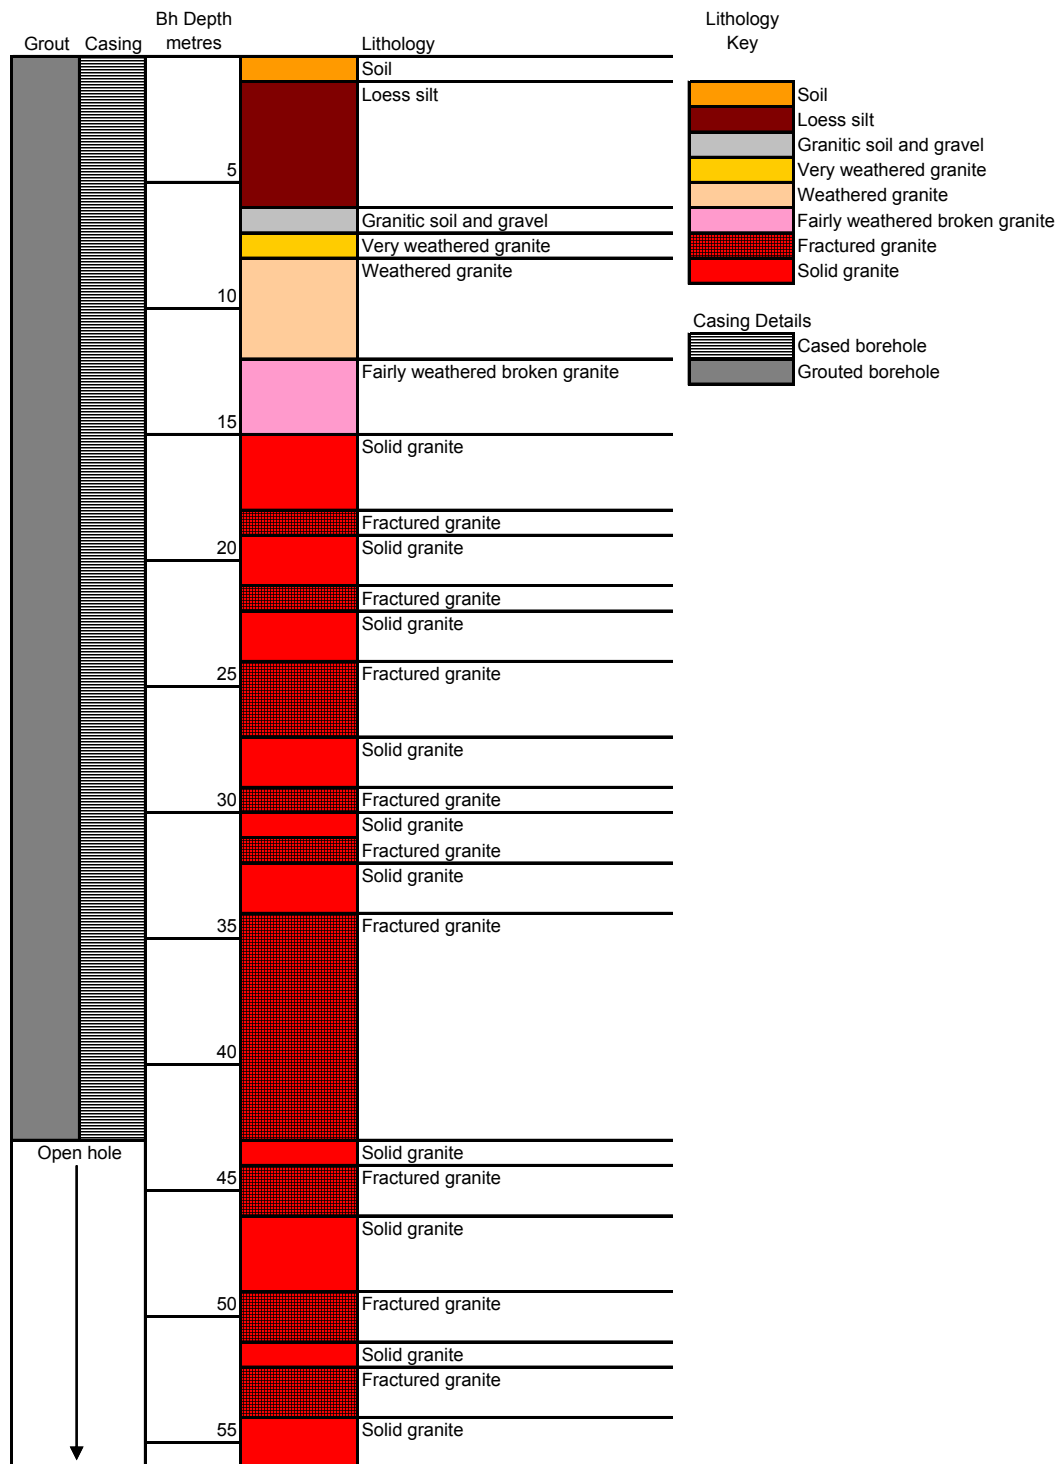 Bh Depth
Grout Casing metres Lithology
Soil
Loess silt
5
Granitic soil and gravel
Very weathered granite
Weathered granite
10
Fairly weathered broken granite
15
Solid granite
Fractured granite
20
Solid granite
Fractured granite
Solid granite
25
Fractured granite
Solid granite
30
Fractured granite
Solid granite
Fractured granite
Solid granite
35
Fractured granite
40
Open hole
Solid granite
45
Fractured granite
Solid granite
50
Fractured granite
Solid granite
Fractured granite
55
Solid granite
Lithology
Key
Soil
Loess silt
Granitic soil and gravel
Very weathered granite
Weathered granite
Fairly weathered broken granite
Fractured granite
Solid granite
Casing Details
Cased borehole
Grouted borehole